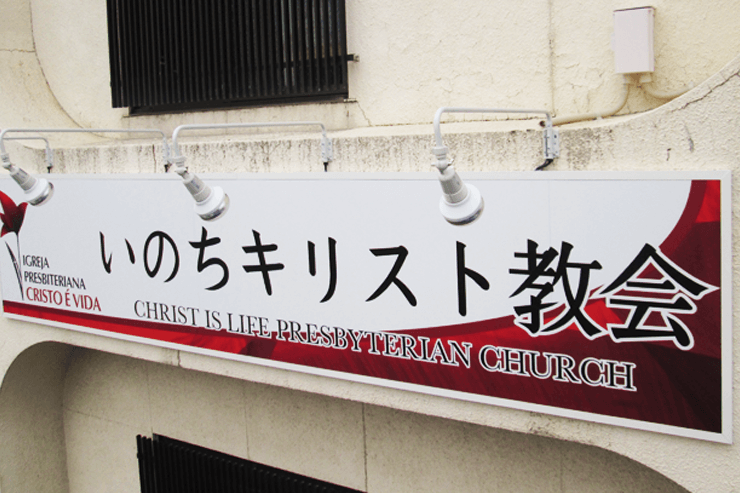 IGREJA
PRESBITERIANA
CRISTO É VIDA
いのちキリスト教会
CHRIST IS LIFE PRESBYTERIAN CHURCH